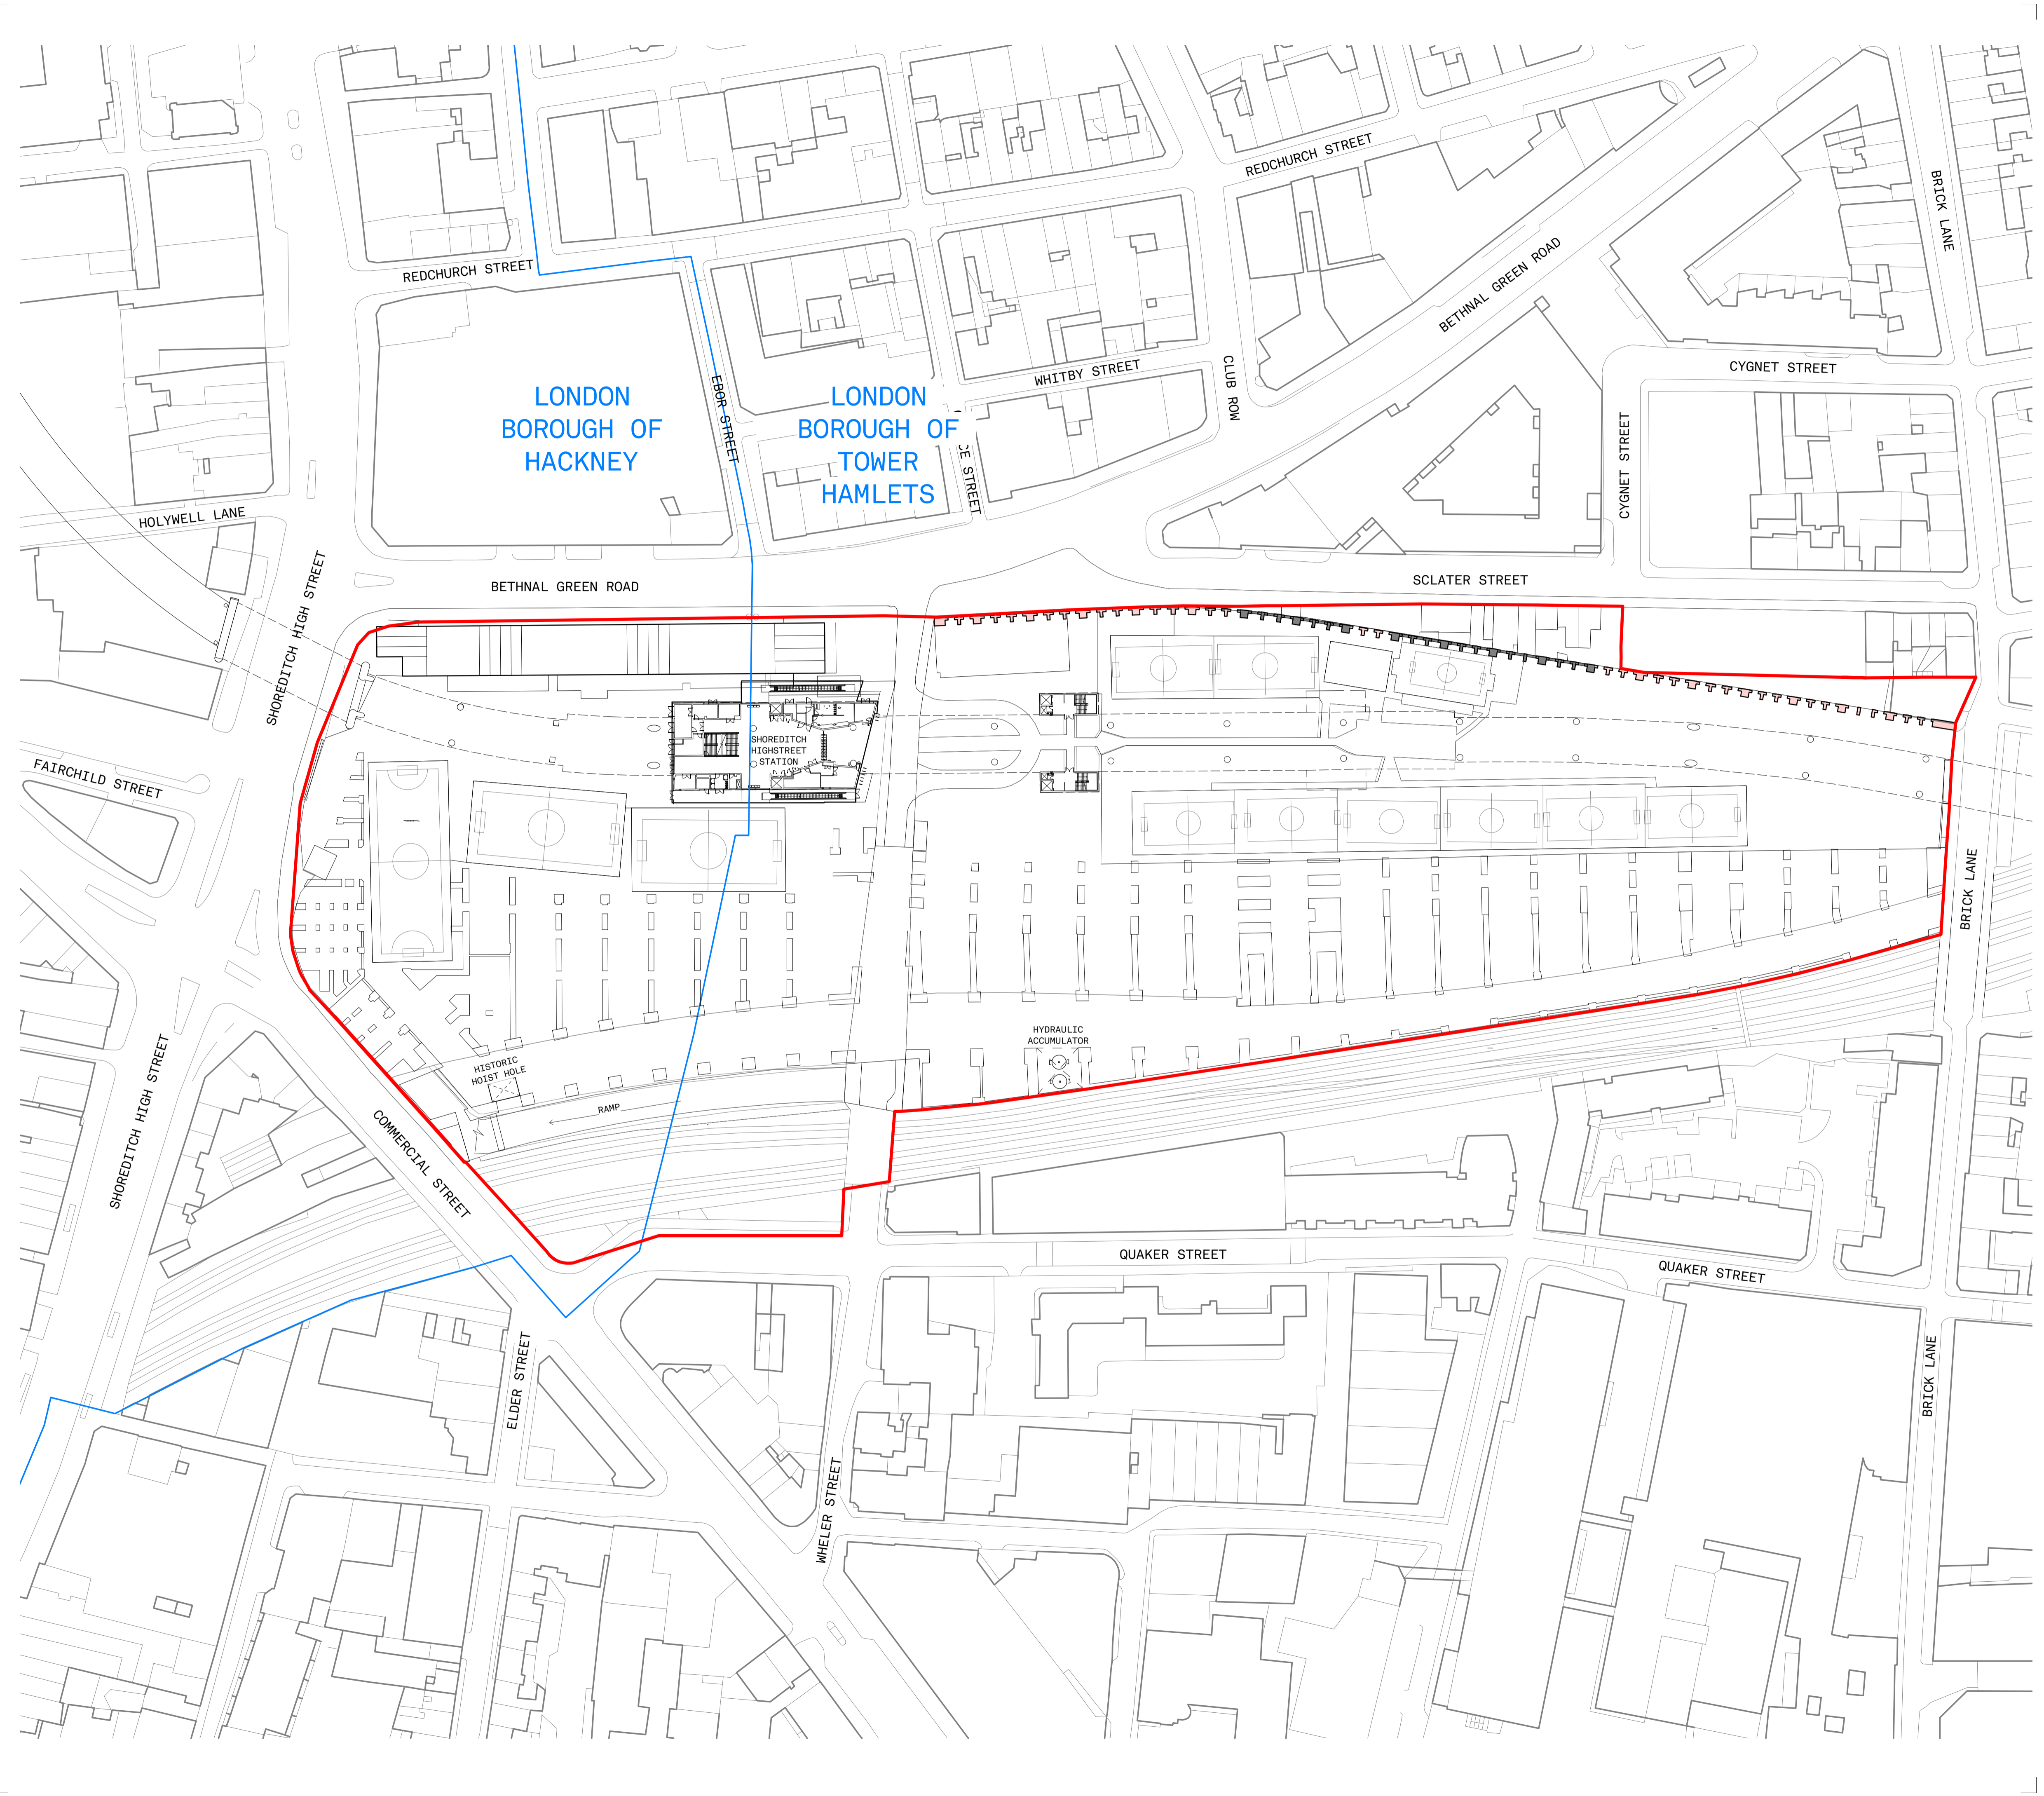 REDCHURCH STREET
BRICK LANE
BETHNAL GREEN ROAD
REDCHURCH STREET
WHITBY STREET
CLUB ROW
CYGNET STREET
EBOR STREET
LONDON
BOROUGH OF
HACKNEY
LONDON
BOROUGH OF
TOWER
HAMLETS
STREET
CYGNET STREET
HOLYWELL LANE
SHOREDITCH HIGH STREET
BETHNAL GREEN ROAD
SCLATER STREET
SHOREDITCH
HIGHSTREET
STATION
FAIRCHILD STREET
BRICK LANE
HYDRAULIC
ACCUMULATOR
HISTORIC
HOIST HOLE
RAMP
SHOREDITCH HIGH STREET
COMMERCIAL STREET
QUAKER STREET
QUAKER STREET
ELDER STREET
BRICK LANE
WHELER STREET